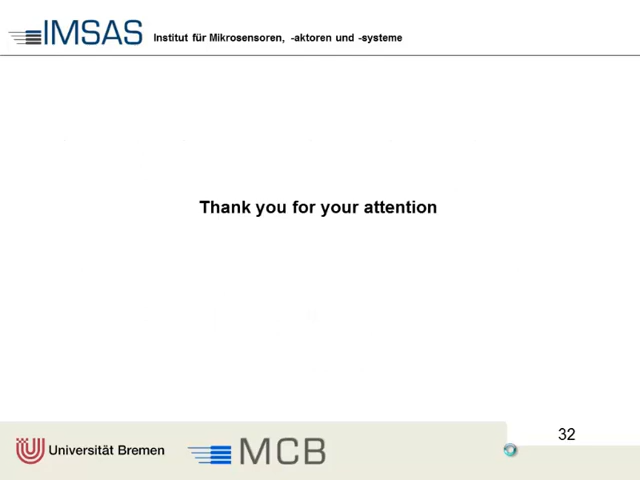 IMSAS Institut für Mikrosensoren, -aktoren und -systeme
Thank you for your attention
32
Universität Bremen MCB